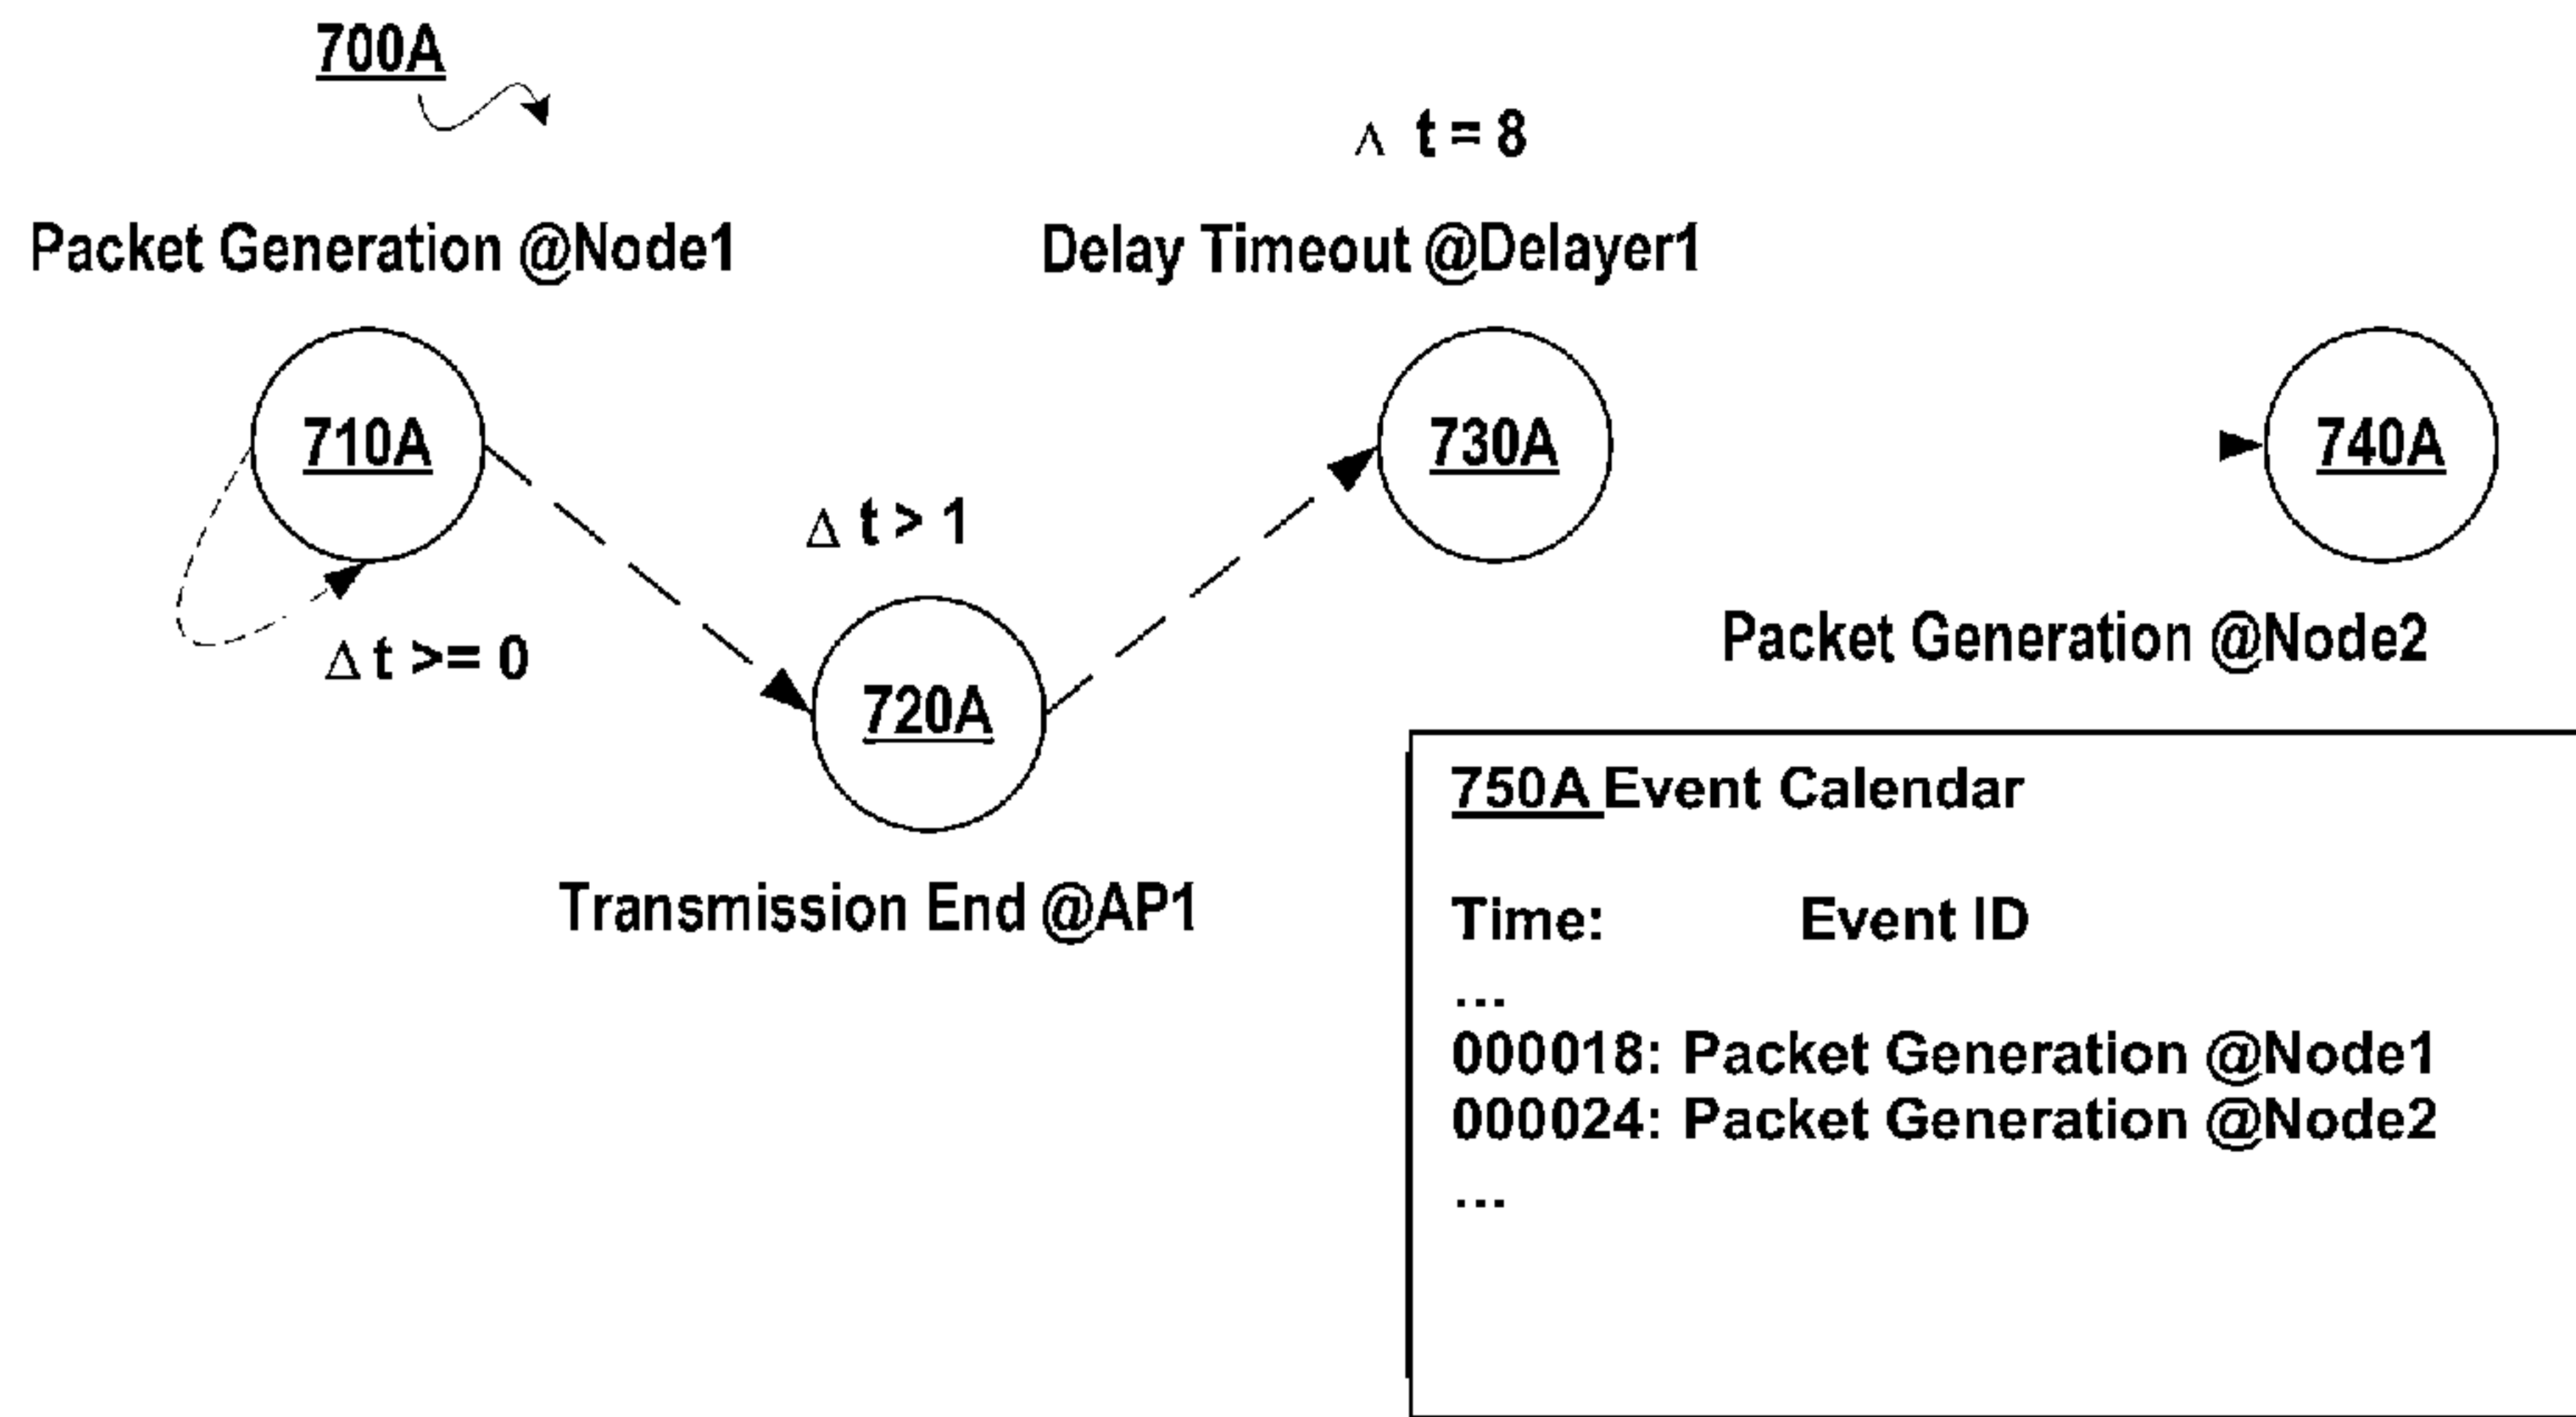 700A
Λ t = 8
Packet Generation @Node1
Delay Timeout @Delayer1
710A
730A
740A
Δ t > 1
Δ t >= 0
Packet Generation @Node2
720A
Transmission End @AP1
750A Event Calendar
Time: Event ID
...
000018: Packet Generation @Node1
000024: Packet Generation @Node2
...